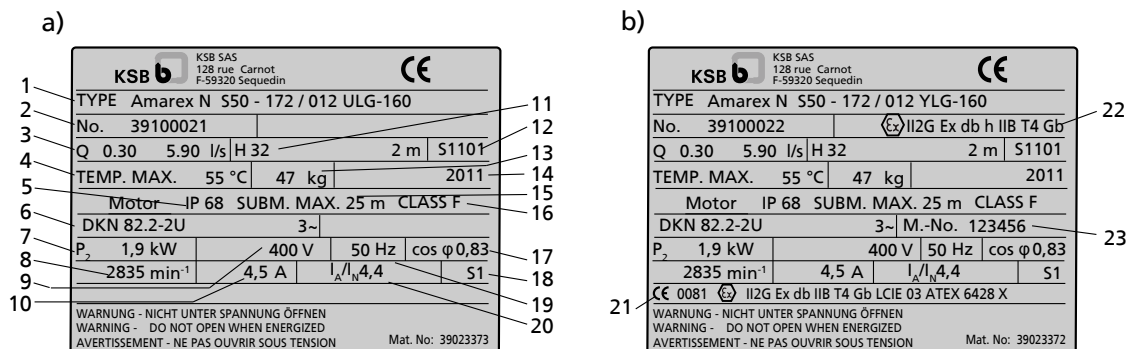 a)
KSB b
KSB SAS
128 rue Carnot
F-59320 Sequedin
CE
TYPE Amarex N S50 - 172 / 012 ULG-160
No. 39100021
Q 0.30 5.90 l/s H 32 2 m S1101
TEMP. MAX. 55 °C 47 kg 2011
Motor IP 68 SUBM. MAX. 25 m CLASS F
DKN 82.2-2U 3~
P₂ 1,9 kW 400 V 50 Hz cos φ 0,83
2835 min⁻¹ 4,5 A I_A/I_N 4,4 S1
WARNUNG - NICHT UNTER SPANNUNG ÖFFNEN
WARNING - DO NOT OPEN WHEN ENERGIZED
AVERTISSEMENT - NE PAS OUVRIR SOUS TENSION Mat. No: 39023373
1
2
3
4
5
6
7
8
9
10
11
12
13
14
15
16
17
18
19
20
b)
KSB b
KSB SAS
128 rue Carnot
F-59320 Sequedin
CE
TYPE Amarex N S50 - 172 / 012 YLG-160
No. 39100022 Ex II2G Ex db h IIB T4 Gb
Q 0.30 5.90 l/s H 32 2 m S1101
TEMP. MAX. 55 °C 47 kg 2011
Motor IP 68 SUBM. MAX. 25 m CLASS F
DKN 82.2-2U 3~ M.-No. 123456
P₂ 1,9 kW 400 V 50 Hz cos φ 0,83
2835 min⁻¹ 4,5 A I_A/I_N 4,4 S1
CE 0081 Ex II2G Ex db IIB T4 Gb LCIE 03 ATEX 6428 X
WARNUNG - NICHT UNTER SPANNUNG ÖFFNEN
WARNING - DO NOT OPEN WHEN ENERGIZED
AVERTISSEMENT - NE PAS OUVRIR SOUS TENSION Mat. No: 39023372
21
22
23